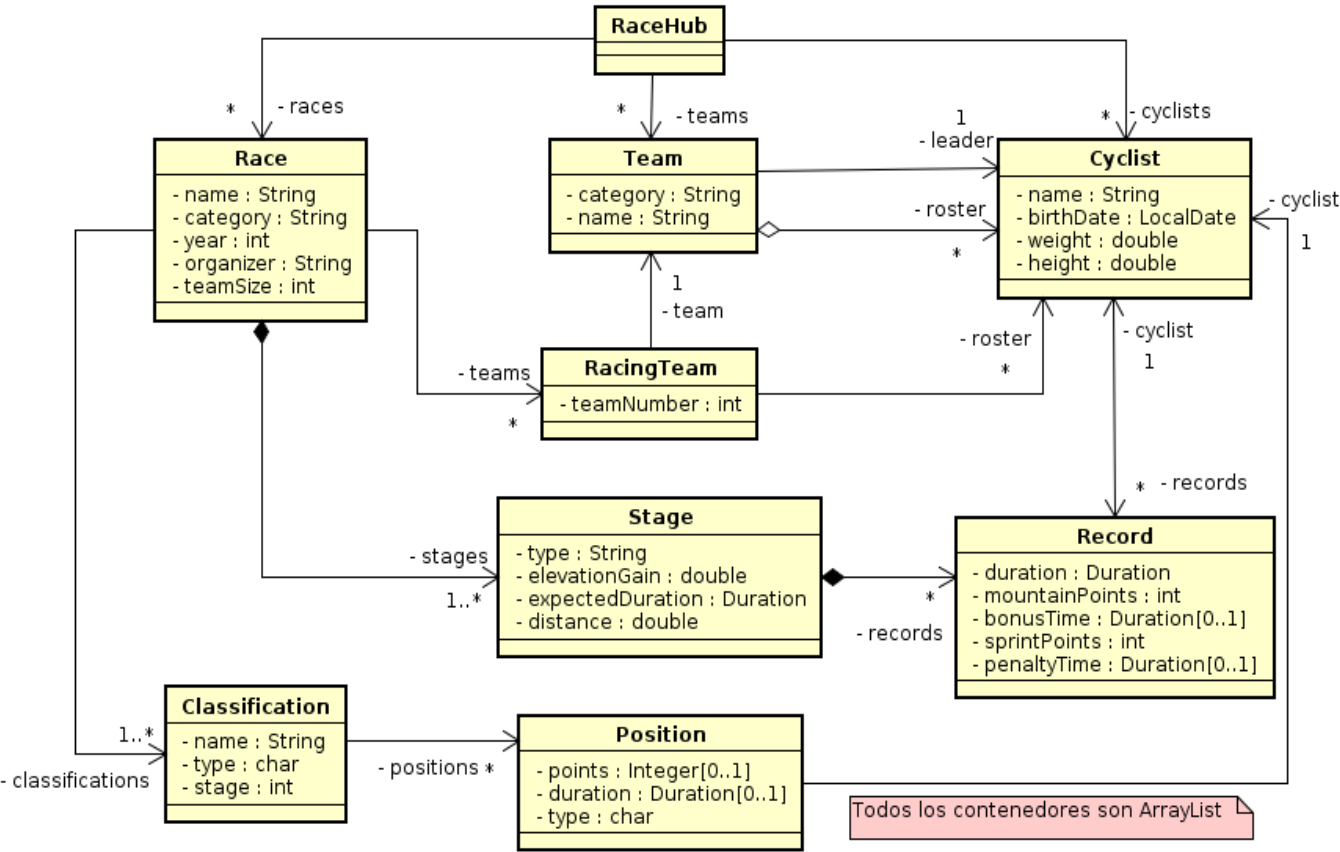 RaceHub
*
- races
*
- teams
1
- leader
*
- cyclists
Race
- name : String
- category : String
- year : int
- organizer : String
- teamSize : int
Team
- category : String
- name : String
- roster
*
Cyclist
- name : String
- birthDate : LocalDate
- weight : double
- height : double
- cyclist
1
1
- team
- roster
*
- cyclist
1
- teams
*
RacingTeam
- teamNumber : int
* - records
- stages
1..*
Stage
- type : String
- elevationGain : double
- expectedDuration : Duration
- distance : double
*
- records
Record
- duration : Duration
- mountainPoints : int
- bonusTime : Duration[0..1]
- sprintPoints : int
- penaltyTime : Duration[0..1]
1..*
- classifications
Classification
- name : String
- type : char
- stage : int
- positions *
Position
- points : Integer[0..1]
- duration : Duration[0..1]
- type : char
Todos los contenedores son ArrayList